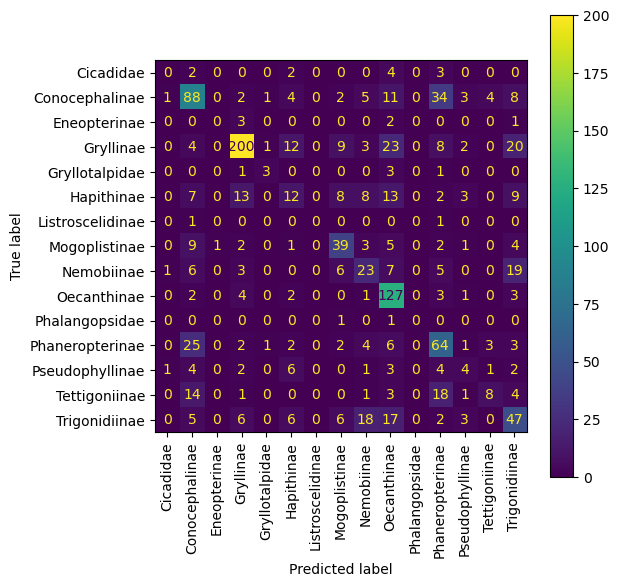 200
Cicadidae 0 2 0 0 0 2 0 0 0 4 0 3 0 0 0
175
Conocephalinae 1 88 0 2 1 4 0 2 5 11 0 34 3 4 8
Eneopterinae 0 0 0 3 0 0 0 0 0 2 0 0 0 0 1
150
Gryllinae 0 4 0 200 1 12 0 9 3 23 0 8 2 0 20
Gryllotalpidae 0 0 0 1 3 0 0 0 0 3 0 1 0 0 0
125
Hapithinae 0 7 0 13 0 12 0 8 8 13 0 2 3 0 9
True label
Listroscelidinae 0 1 0 0 0 0 0 0 0 0 0 1 0 0 0
100
Mogoplistinae 0 9 1 2 0 1 0 39 3 5 0 2 1 0 4
Nemobiinae 1 6 0 3 0 0 0 6 23 7 0 5 0 0 19
75
Oecanthinae 0 2 0 4 0 2 0 0 1 127 0 3 1 0 3
Phalangopsidae 0 0 0 0 0 0 0 1 0 1 0 0 0 0 0
50
Phaneropterinae 0 25 0 2 1 2 0 2 4 6 0 64 1 3 3
Pseudophyllinae 1 4 0 2 0 6 0 0 1 3 0 4 4 1 2
Tettigoniinae 0 14 0 1 0 0 0 0 1 3 0 18 1 8 4
25
Trigonidiinae 0 5 0 6 0 6 0 6 18 17 0 2 3 0 47
0
Cicadidae
Conocephalinae
Eneopterinae
Gryllinae
Gryllotalpidae
Hapithinae
Listroscelidinae
Mogoplistinae
Nemobiinae
Oecanthinae
Phalangopsidae
Phaneropterinae
Pseudophyllinae
Tettigoniinae
Trigonidiinae
Predicted label